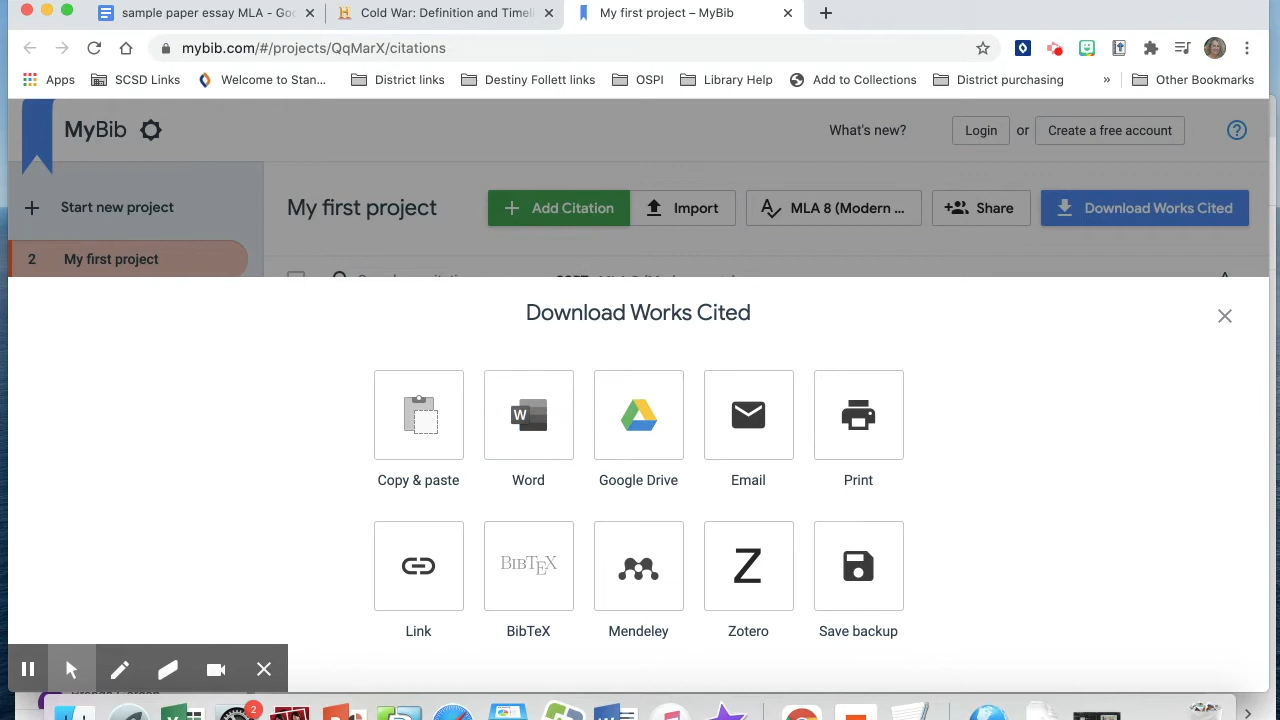 sample paper essay MLA - Goo
Cold War: Definition and Timel
My first project – MyBib
mybib.com/#/projects/QqMarX/citations
Apps
SCSD Links
Welcome to Stan...
District links
Destiny Follett links
OSPI
Library Help
Add to Collections
District purchasing
»
Other Bookmarks
MyBib
What's new?
Login
or
Create a free account
+ Start new project
My first project
+ Add Citation
Import
MLA 8 (Modern ...
Share
Download Works Cited
2 My first project
Download Works Cited
W
Copy & paste
Word
Google Drive
Email
Print
BIBTEX
Z
Link
BibTeX
Mendeley
Zotero
Save backup
2